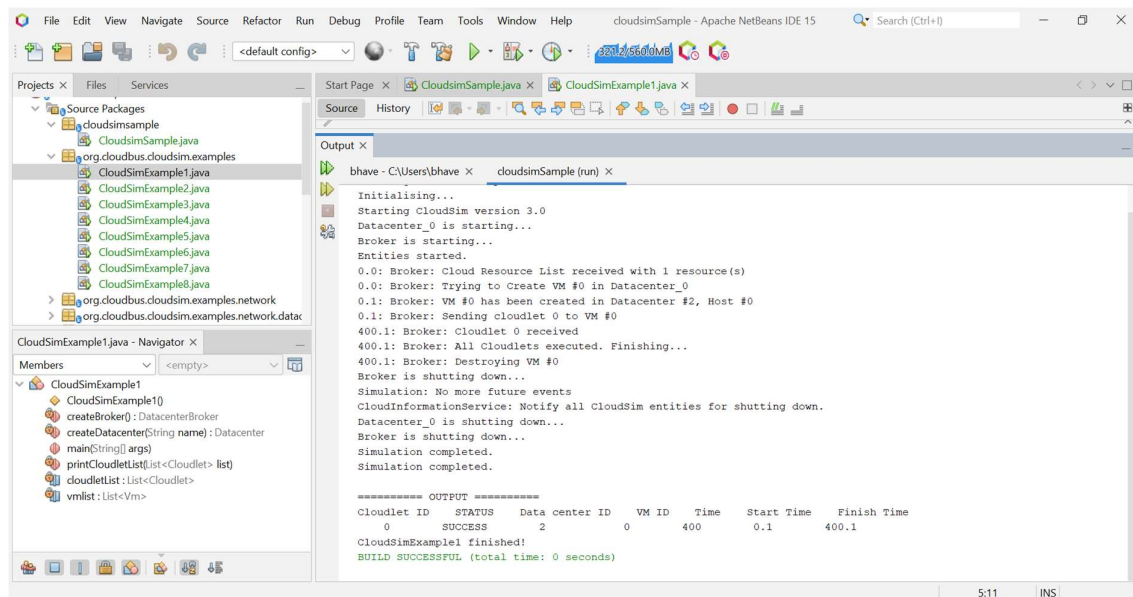 File Edit View Navigate Source Refactor Run Debug Profile Team Tools Window Help cloudsimSample - Apache NetBeans IDE 15 Search (Ctrl+I)
<default config> 321.2/560.0MB
Projects Files Services
Source Packages
cloudsimsample
CloudsimSample.java
org.cloudbus.cloudsim.examples
CloudSimExample1.java
CloudSimExample2.java
CloudSimExample3.java
CloudSimExample4.java
CloudSimExample5.java
CloudSimExample6.java
CloudSimExample7.java
CloudSimExample8.java
org.cloudbus.cloudsim.examples.network
org.cloudbus.cloudsim.examples.network.datac
CloudSimExample1.java - Navigator
Members <empty>
CloudSimExample1
CloudSimExample1()
createBroker() : DatacenterBroker
createDatacenter(String name) : Datacenter
main(String[] args)
printCloudletList(List<Cloudlet> list)
cloudletList : List<Cloudlet>
vmlist : List<Vm>
Start Page CloudsimSample.java CloudSimExample1.java
Source History
Output
bhave - C:\Users\bhave cloudsimSample (run)
Initialising...
Starting CloudSim version 3.0
Datacenter_0 is starting...
Broker is starting...
Entities started.
0.0: Broker: Cloud Resource List received with 1 resource(s)
0.0: Broker: Trying to Create VM #0 in Datacenter_0
0.1: Broker: VM #0 has been created in Datacenter #2, Host #0
0.1: Broker: Sending cloudlet 0 to VM #0
400.1: Broker: Cloudlet 0 received
400.1: Broker: All Cloudlets executed. Finishing...
400.1: Broker: Destroying VM #0
Broker is shutting down...
Simulation: No more future events
CloudInformationService: Notify all CloudSim entities for shutting down.
Datacenter_0 is shutting down...
Broker is shutting down...
Simulation completed.
Simulation completed.
========== OUTPUT ==========
Cloudlet ID STATUS Data center ID VM ID Time Start Time Finish Time
0 SUCCESS 2 0 400 0.1 400.1
CloudSimExample1 finished!
BUILD SUCCESSFUL (total time: 0 seconds)
5:11 INS